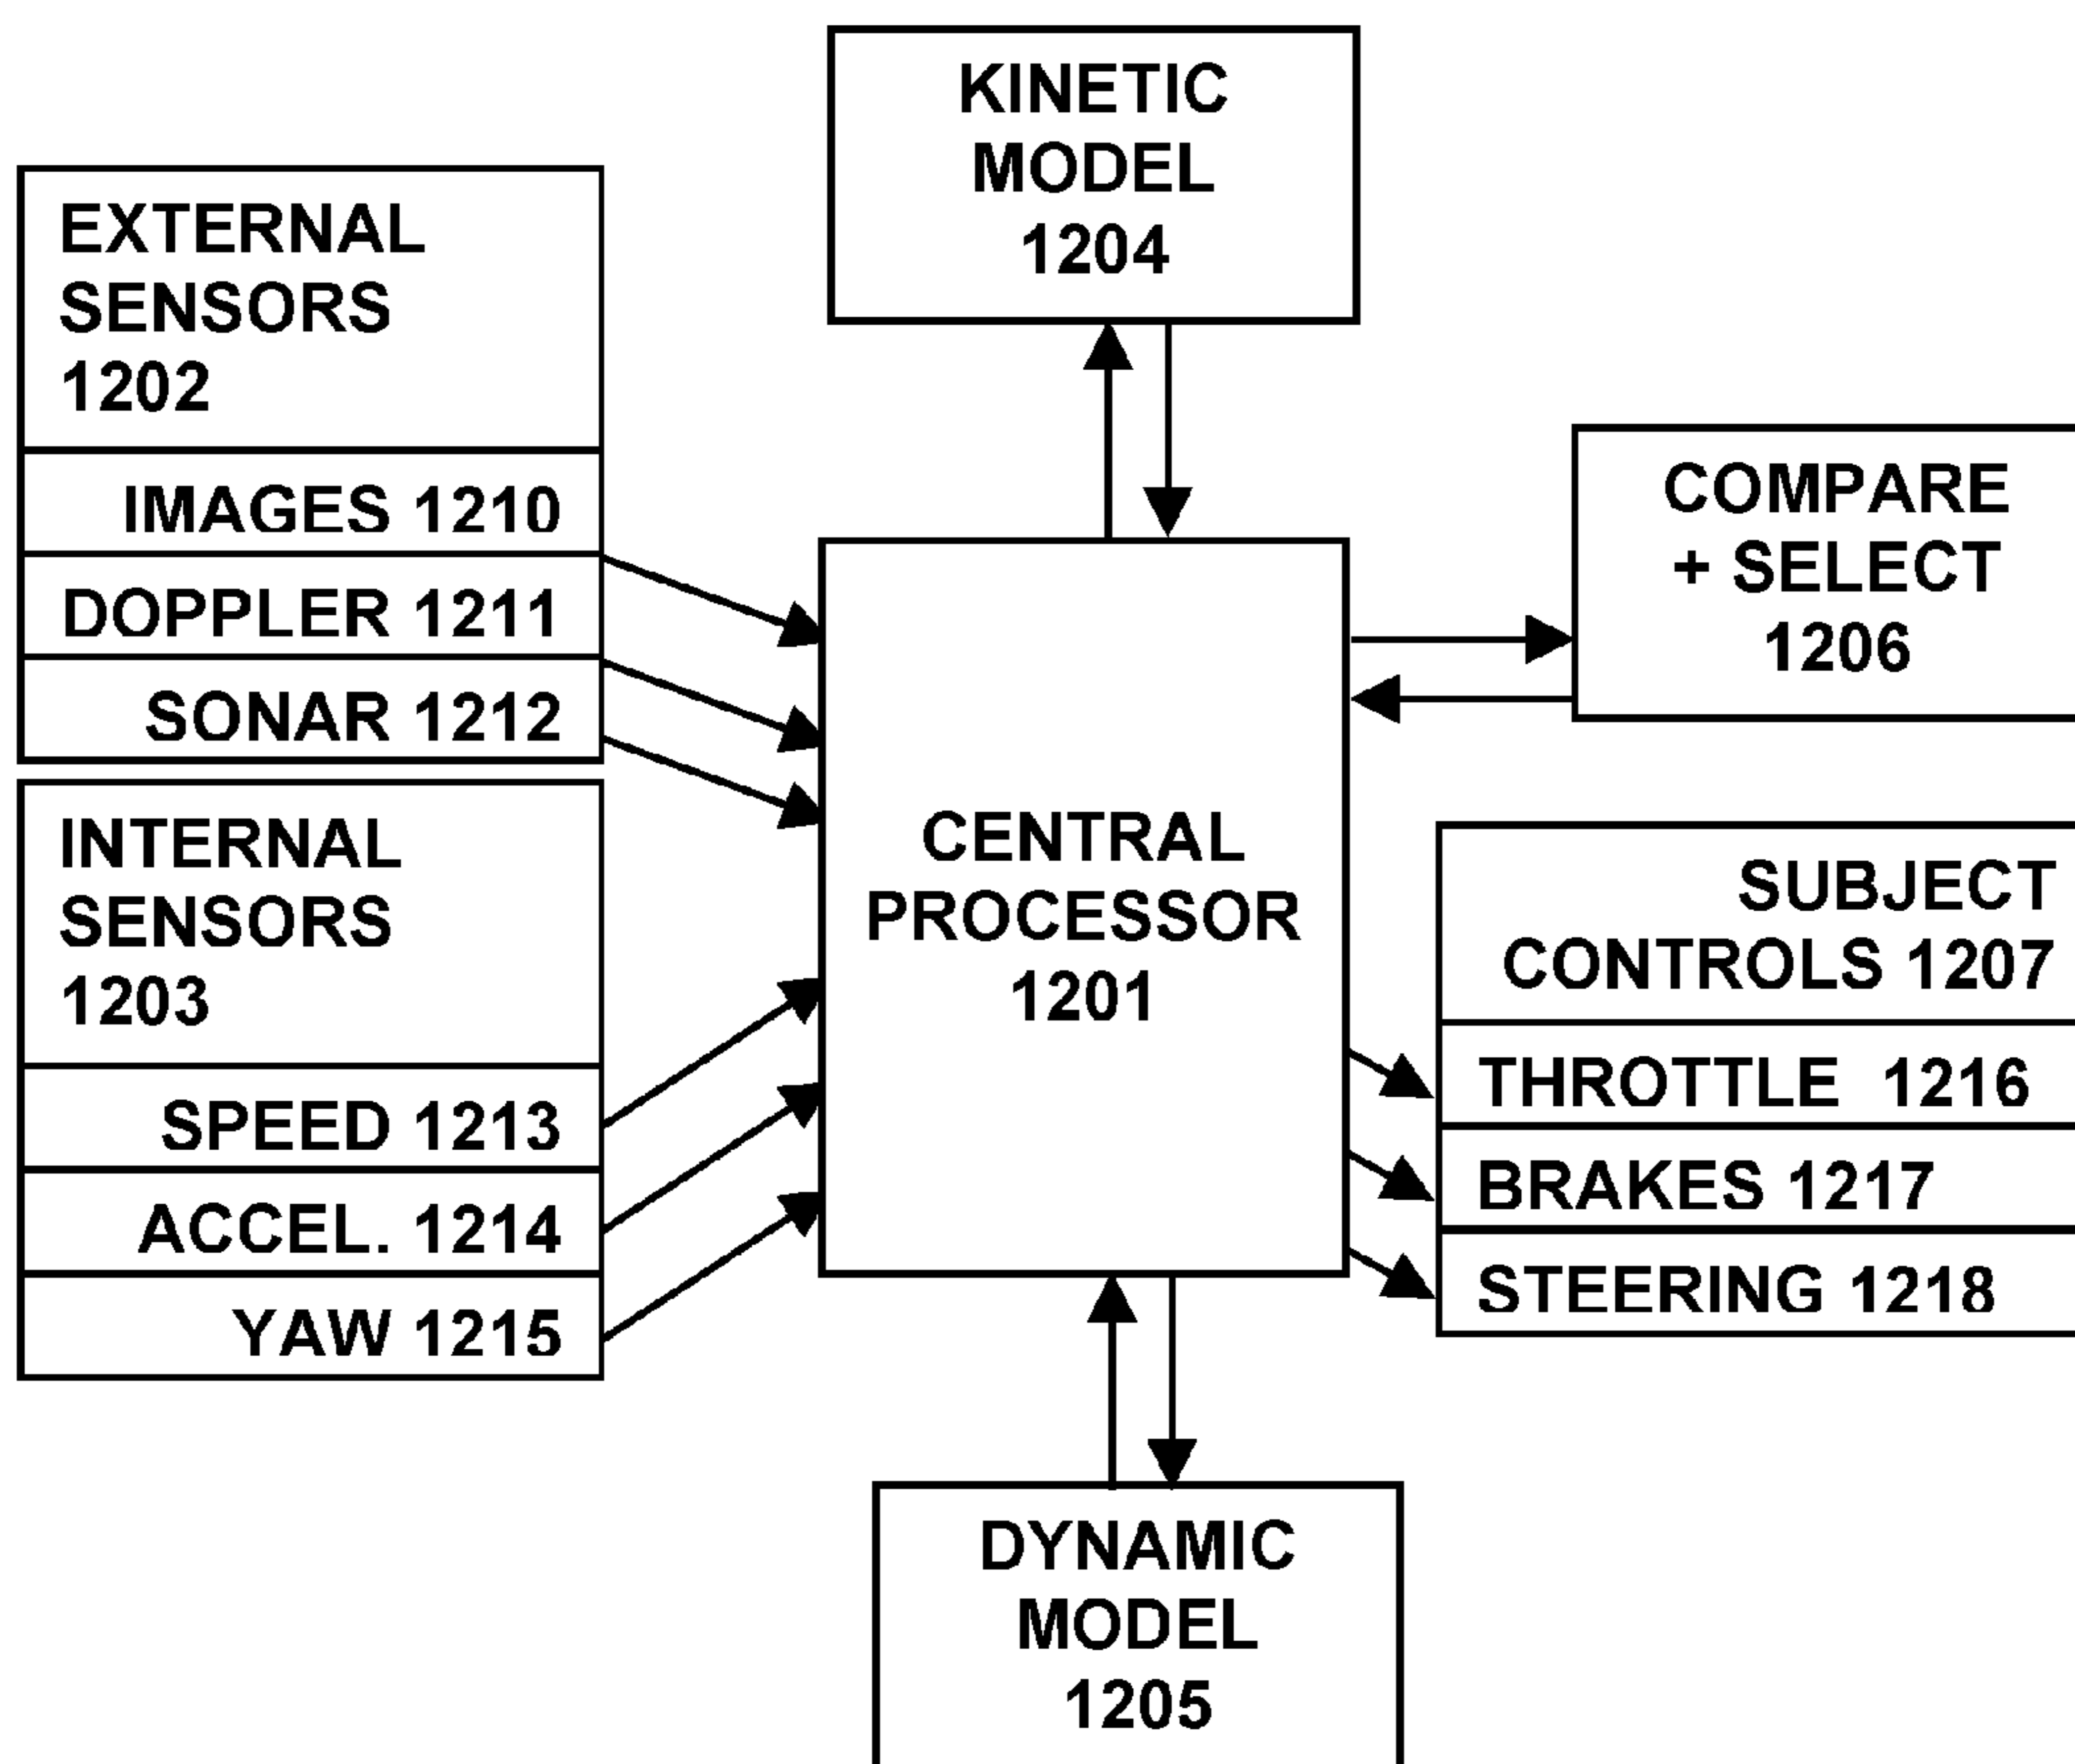 KINETIC
MODEL
1204
EXTERNAL
SENSORS
1202
IMAGES 1210
DOPPLER 1211
SONAR 1212
COMPARE
+ SELECT
1206
INTERNAL
SENSORS
1203
SPEED 1213
ACCEL. 1214
YAW 1215
CENTRAL
PROCESSOR
1201
SUBJECT
CONTROLS 1207
THROTTLE 1216
BRAKES 1217
STEERING 1218
DYNAMIC
MODEL
1205